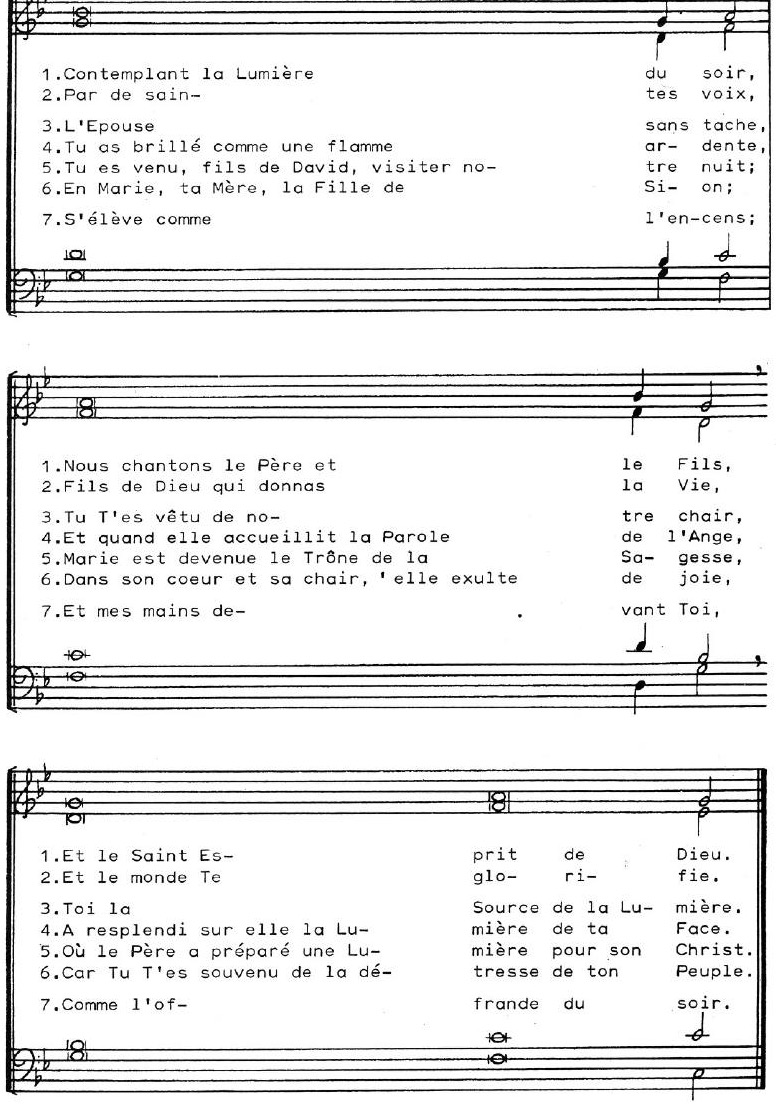 1.Contemplant la Lumière du soir,
2.Par de sain- tes voix,
3.L'Epouse sans tache,
4.Tu as brillé comme une flamme ar- dente,
5.Tu es venu, fils de David, visiter no- tre nuit;
6.En Marie, ta Mère, la Fille de Si- on;
7.S'élève comme l'en-cens;
1.Nous chantons le Père et le Fils,
2.Fils de Dieu qui donnas la Vie,
3.Tu T'es vêtu de no- tre chair,
4.Et quand elle accueillit la Parole de l'Ange,
5.Marie est devenue le Trône de la Sa- gesse,
6.Dans son coeur et sa chair, 'elle exulte de joie,
7.Et mes mains de- vant Toi,
1.Et le Saint Es- prit de Dieu.
2.Et le monde Te glo- ri- fie.
3.Toi la Source de la Lu- mière.
4.A resplendi sur elle la Lu- mière de ta Face.
5.Où le Père a préparé une Lu- mière pour son Christ.
6.Car Tu T'es souvenu de la dé- tresse de ton Peuple.
7.Comme l'of- frande du soir.